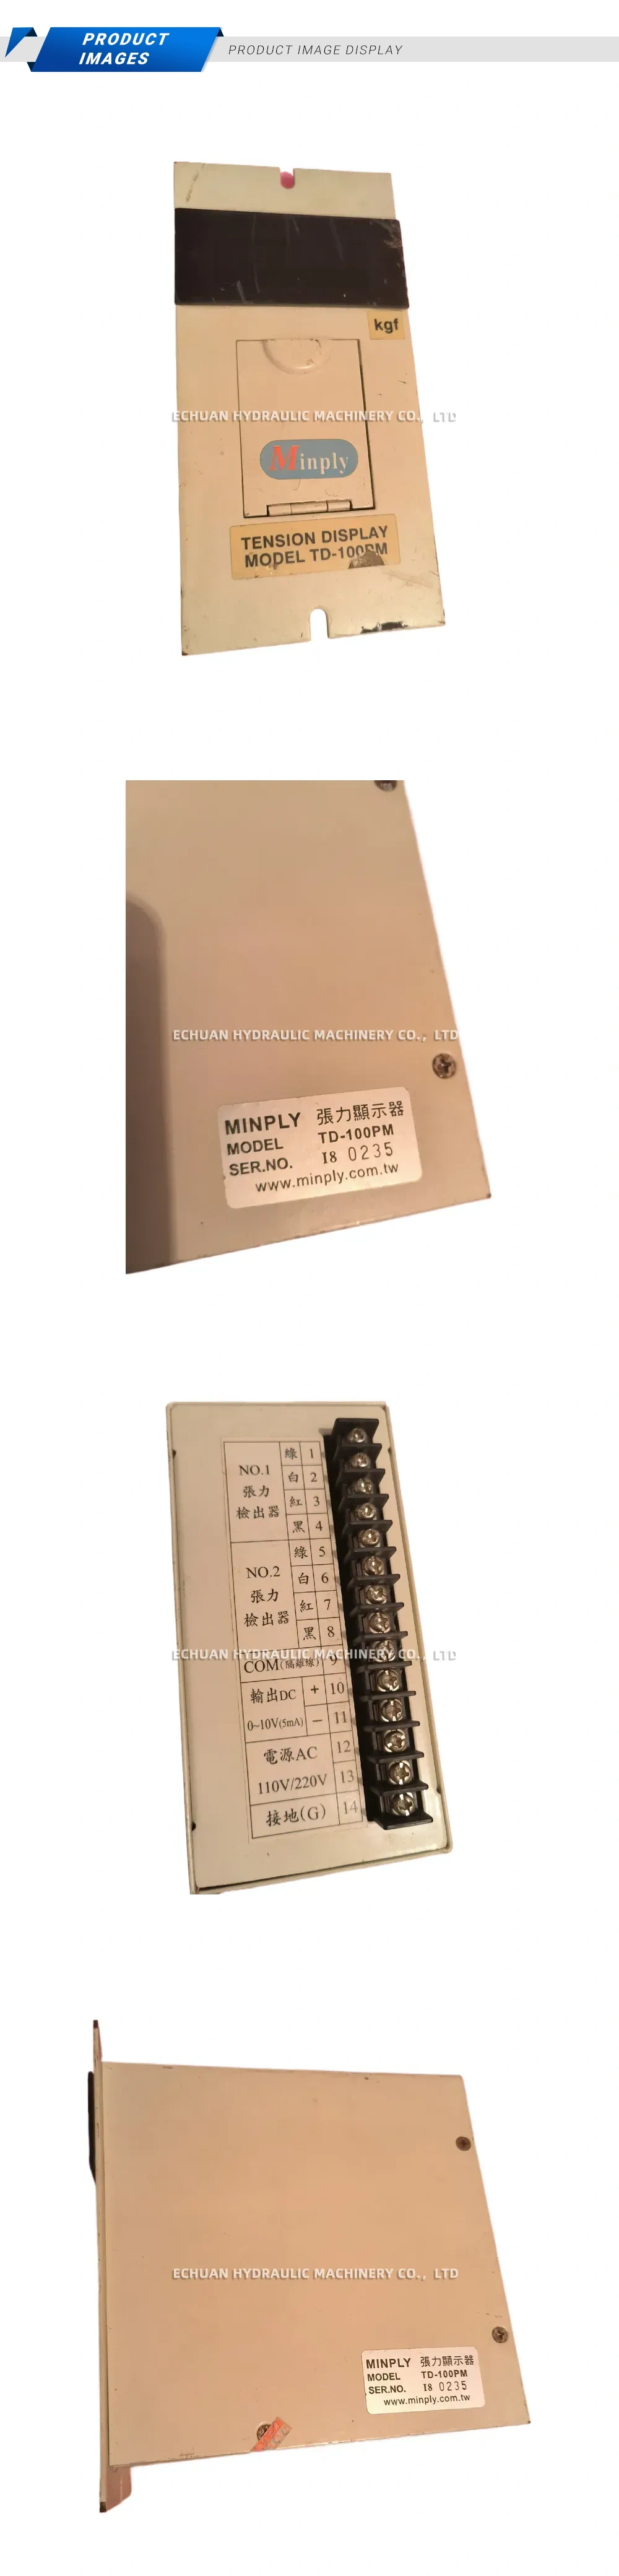 PRODUCT
IMAGES
PRODUCT IMAGE DISPLAY
kgf
ECHUAN HYDRAULIC MACHINERY CO., LTD
Minply
TENSION DISPLAY
MODEL TD-100PM
ECHUAN HYDRAULIC MACHINERY CO., LTD
MINPLY 張力顯示器
MODEL TD-100PM
SER.NO. I8 0235
www.minply.com.tw
NO.1
張力
檢出器
綠 1
白 2
紅 3
黑 4
NO.2
張力
檢出器
綠 5
白 6
紅 7
黑 8
ECHUAN HYDRAULIC MACHINERY CO., LTD
COM(隔離線) 9
輸出DC
0~10V(5mA)
+ 10
− 11
電源AC
110V/220V
12
13
接地(G) 14
ECHUAN HYDRAULIC MACHINERY CO., LTD
MINPLY 張力顯示器
MODEL TD-100PM
SER.NO. I8 0235
www.minply.com.tw